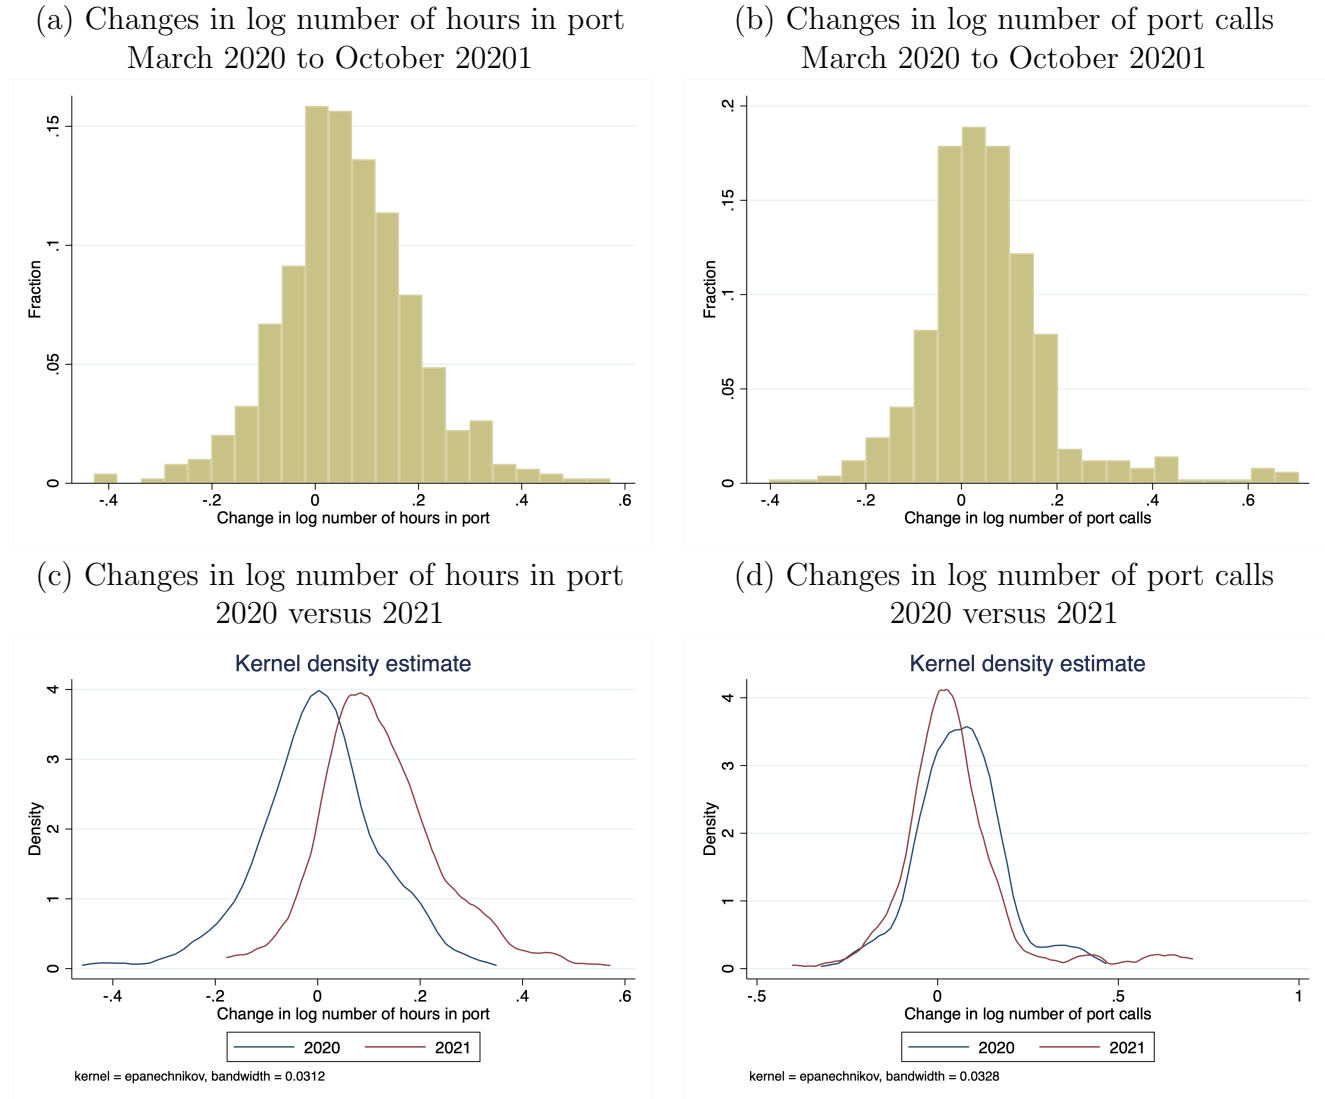 (a) Changes in log number of hours in port
March 2020 to October 20201
.15
.1
.05
0
Fraction
-.4 -.2 0 .2 .4 .6
Change in log number of hours in port
(b) Changes in log number of port calls
March 2020 to October 20201
.2
.15
.1
.05
0
Fraction
-.4 -.2 0 .2 .4 .6
Change in log number of port calls
(c) Changes in log number of hours in port
2020 versus 2021
Kernel density estimate
4
3
2
1
0
Density
-.4 -.2 0 .2 .4 .6
Change in log number of hours in port
2020 2021
kernel = epanechnikov, bandwidth = 0.0312
(d) Changes in log number of port calls
2020 versus 2021
Kernel density estimate
4
3
2
1
0
Density
-.5 0 .5 1
Change in log number of port calls
2020 2021
kernel = epanechnikov, bandwidth = 0.0328